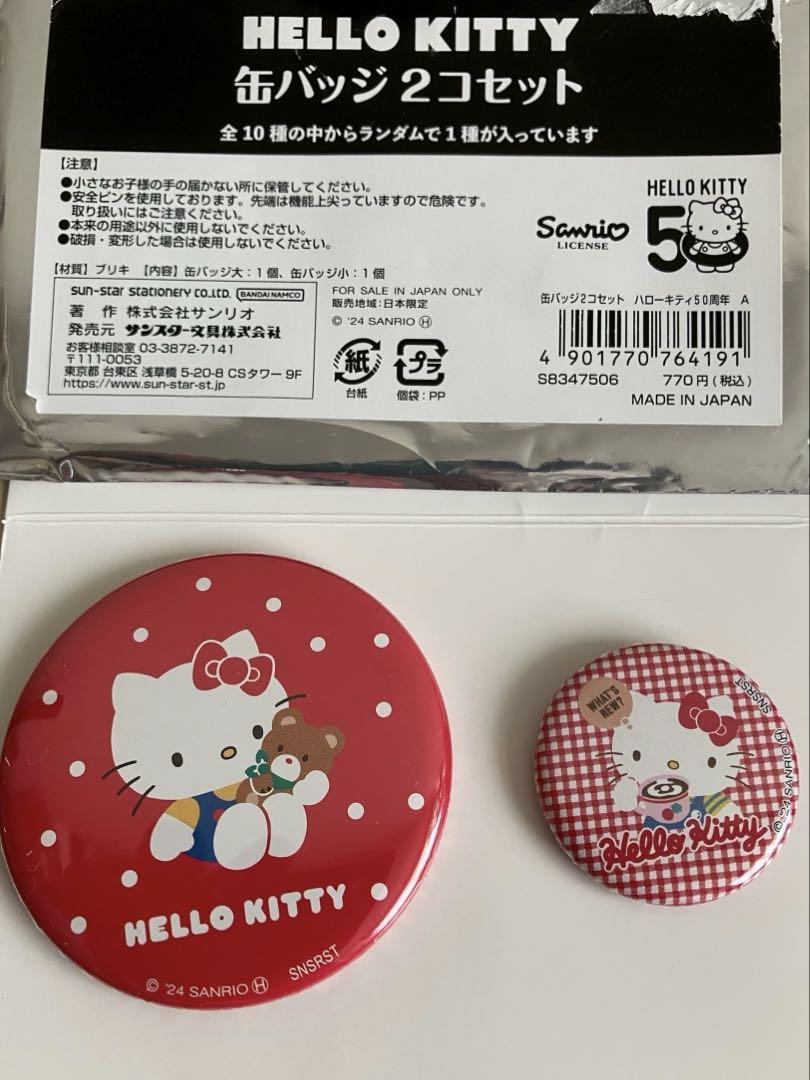 HELLO KITTY
缶バッジ2コセット
全10種の中からランダムで1種が入っています
【注意】
●小さなお子様の手の届かない所に保管してください。
●安全ピンを使用しております。先端は機能上尖っていますので危険です。
取り扱いにはご注意ください。
●本来の用途以外に使用しないでください。
●破損・変形した場合は使用しないでください。
【材質】ブリキ 【内容】缶バッジ大：1個、缶バッジ小：1個
Sanrio
LICENSE
HELLO KITTY
50
sun-star stationery co.,ltd. BANDAI NAMCO
著 作 株式会社サンリオ
発売元 サンスター文具株式会社
お客様相談室 03-3872-7141
〒111-0053
東京都 台東区 浅草橋 5-20-8 CSタワー 9F
https://www.sun-star-st.jp
FOR SALE IN JAPAN ONLY
販売地域：日本限定
© '24 SANRIO Ⓗ
紙
台紙
プラ
個袋：PP
缶バッジ2コセット ハローキティ50周年 A
4 901770 764191
S8347506 770円（税込）
MADE IN JAPAN
HELLO KITTY
© '24 SANRIO Ⓗ SNSRST
WHAT'S
NEW?
Hello Kitty
© '24 SANRIO Ⓗ SNSRST